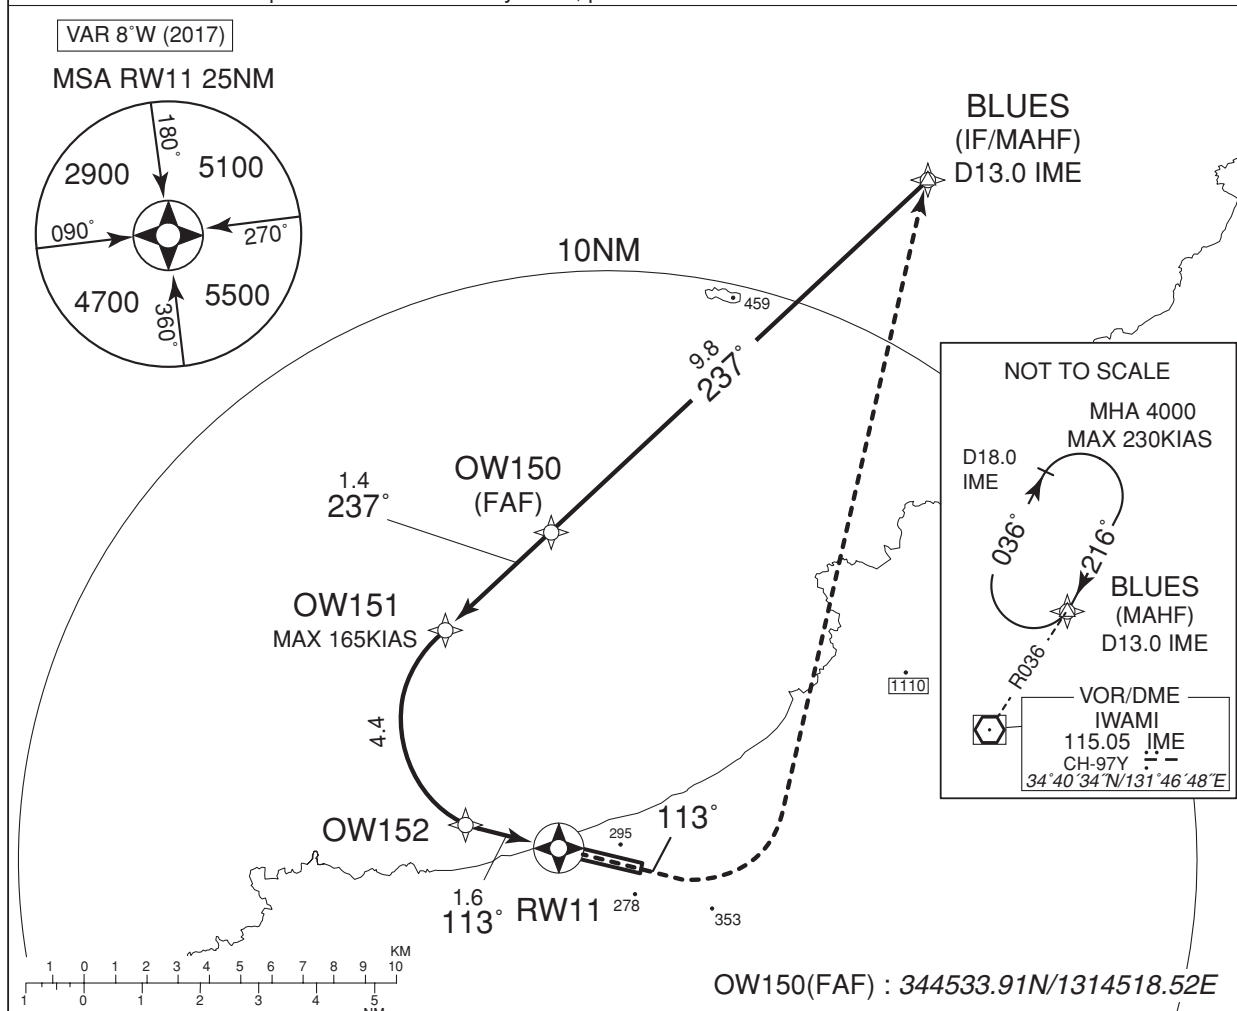 VAR 8°W (2017)
MSA RW11 25NM
180°
2900
5100
090°
270°
4700
5500
360°
BLUES
(IF/MAHF)
D13.0 IME
10NM
459
9.8
237°
OW150
(FAF)
1.4
237°
OW151
MAX 165KIAS
4.4
OW152
1.6
113°
RW11
295
278
353
113°
1110
NOT TO SCALE
MHA 4000
MAX 230KIAS
D18.0
IME
036°
216°
BLUES
(MAHF)
D13.0 IME
R036
VOR/DME
IWAMI
115.05 IME
CH-97Y
34°40´34˝N/131°46´48˝E
KM
1 0 1 2 3 4 5 6 7 8 9 10
1 0 1 2 3 4 5
NM
OW150(FAF) : 344533.91N/1314518.52E